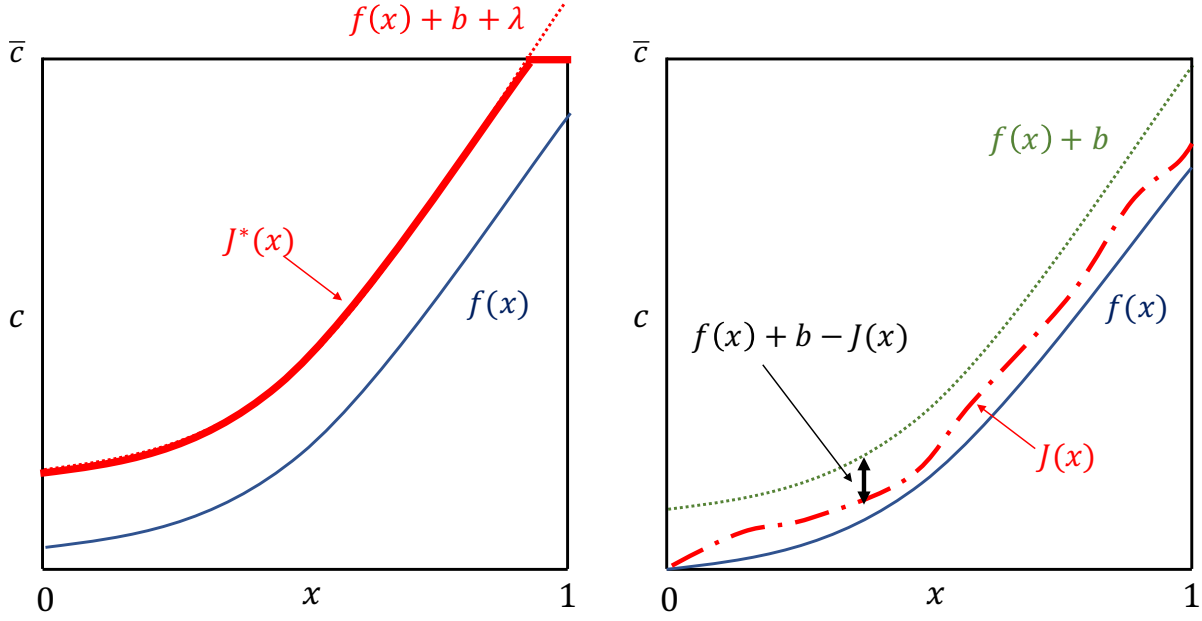 f(x) + b + λ
c̅
J*(x)
f(x)
c
0
x
1
c̅
f(x) + b
f(x)
c
f(x) + b − J(x)
J(x)
0
x
1